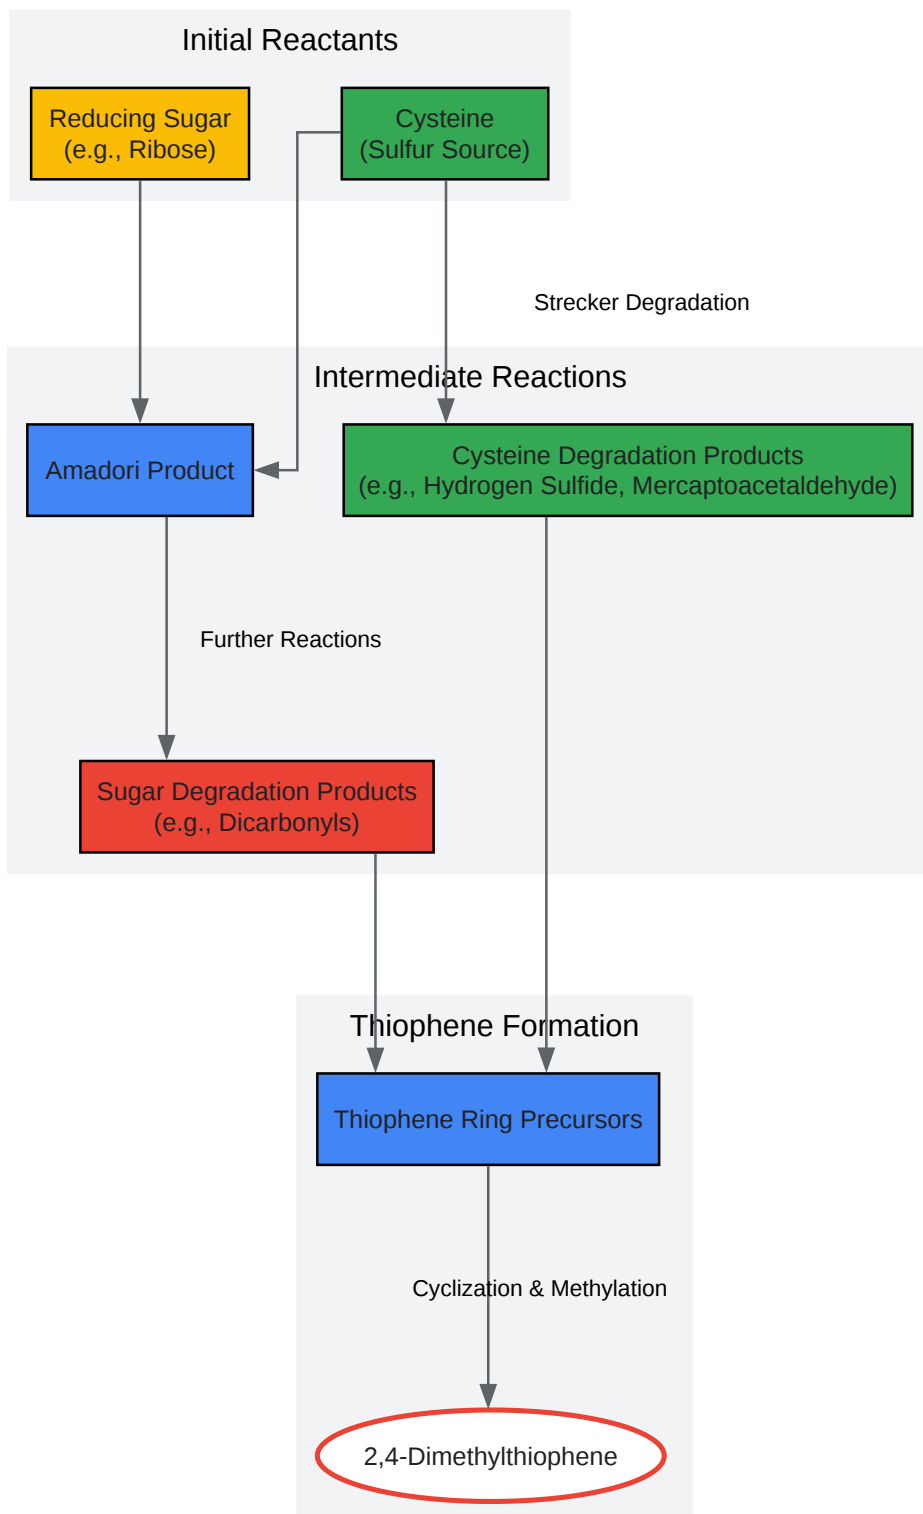 Initial Reactants
Reducing Sugar
(e.g., Ribose)
Cysteine
(Sulfur Source)
Strecker Degradation
Intermediate Reactions
Amadori Product
Cysteine Degradation Products
(e.g., Hydrogen Sulfide, Mercaptoacetaldehyde)
Further Reactions
Sugar Degradation Products
(e.g., Dicarbonyls)
Thiophene Formation
Thiophene Ring Precursors
Cyclization & Methylation
2,4-Dimethylthiophene